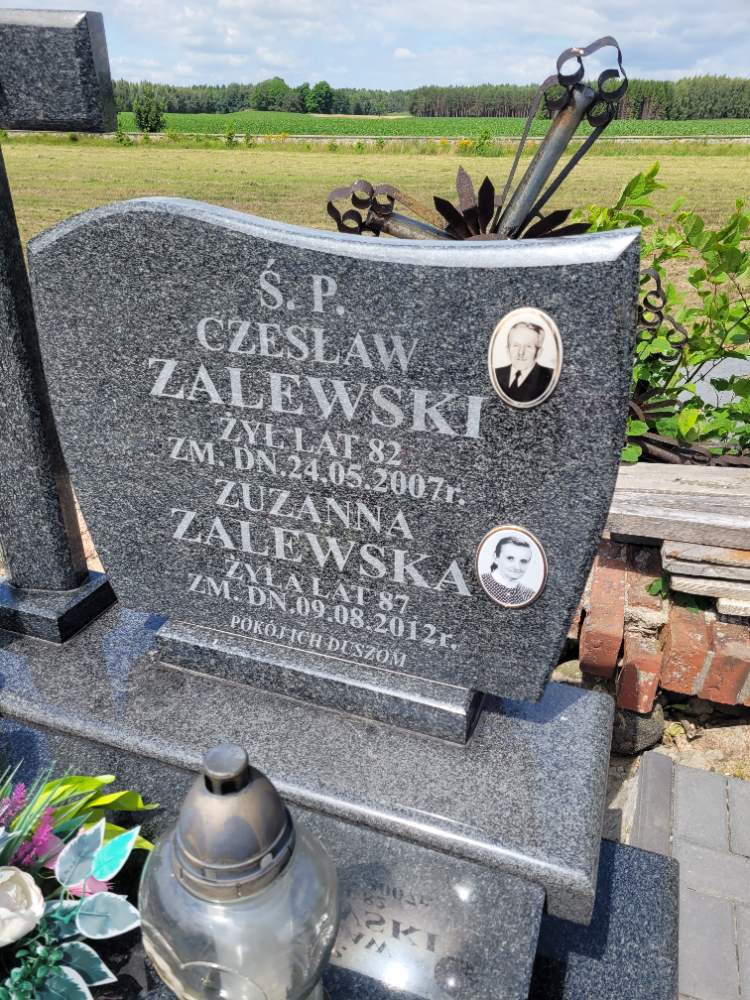 Ś. P.
CZESŁAW
ZALEWSKI
ŻYŁ LAT 82
ZM. DN. 24.05.2007r.
ZUZANNA
ZALEWSKA
ŻYŁA LAT 87
ZM. DN. 09.08.2012r.
POKÓJ ICH DUSZOM